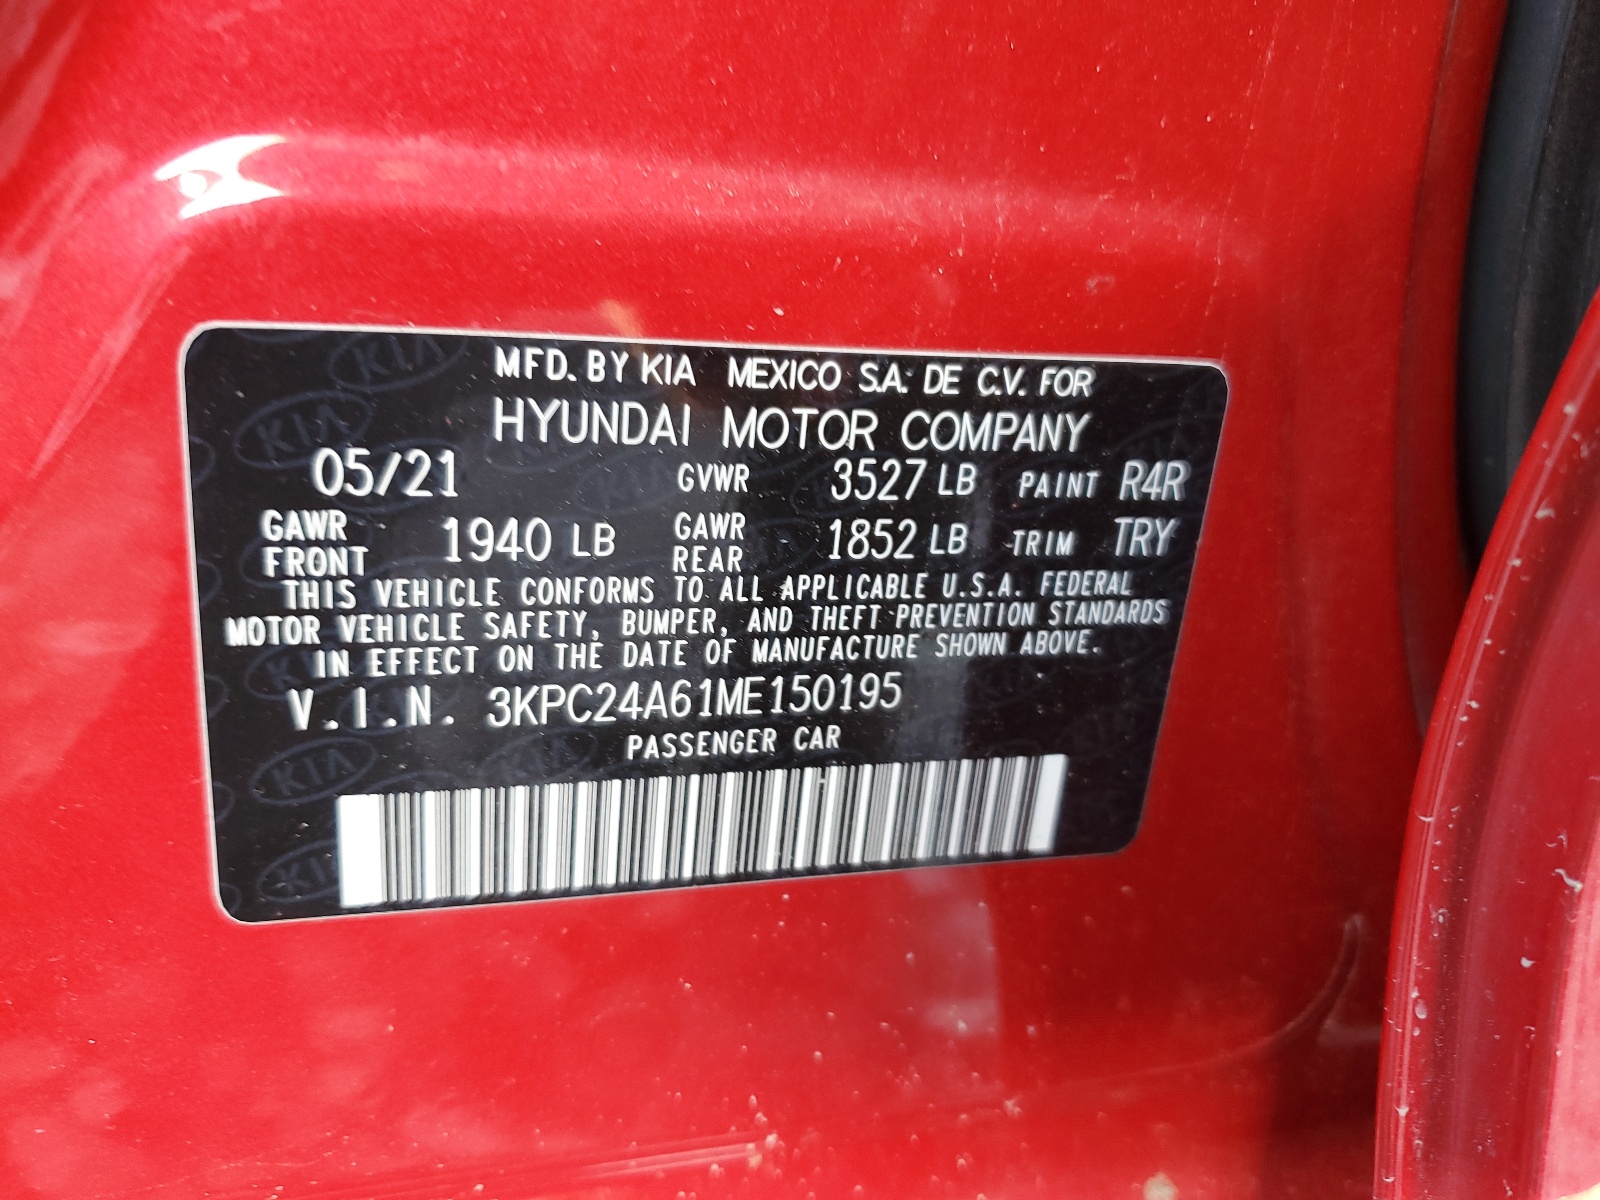 MFD. BY KIA MEXICO S.A. DE C.V. FOR
HYUNDAI MOTOR COMPANY
05/21 GVWR 3527 LB PAINT R4R
GAWR FRONT 1940 LB GAWR REAR 1852 LB TRIM TRY
THIS VEHICLE CONFORMS TO ALL APPLICABLE U.S.A. FEDERAL
MOTOR VEHICLE SAFETY, BUMPER, AND THEFT PREVENTION STANDARDS
IN EFFECT ON THE DATE OF MANUFACTURE SHOWN ABOVE.
V.I.N. 3KPC24A61ME150195
PASSENGER CAR